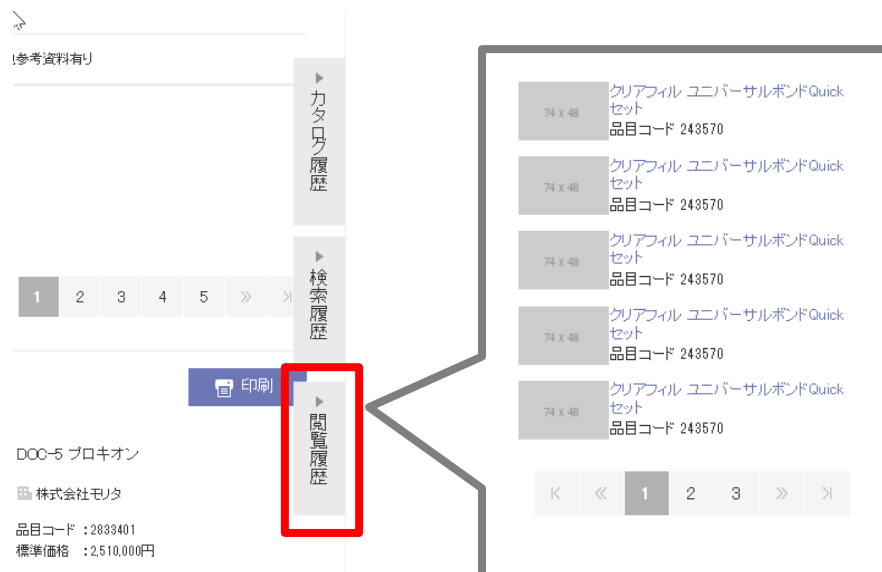 !参考資料有り
カタログ履歴
検索履歴
1 2 3 4 5
印刷
閲覧履歴
DOC-5 プロキオン
株式会社モリタ
品目コード :2833401
標準価格 :2,510,000円
74 x 48
クリアフィル ユニバーサルボンドQuick
セット
品目コード 243570
74 x 48
クリアフィル ユニバーサルボンドQuick
セット
品目コード 243570
74 x 48
クリアフィル ユニバーサルボンドQuick
セット
品目コード 243570
74 x 48
クリアフィル ユニバーサルボンドQuick
セット
品目コード 243570
74 x 48
クリアフィル ユニバーサルボンドQuick
セット
品目コード 243570
1 2 3